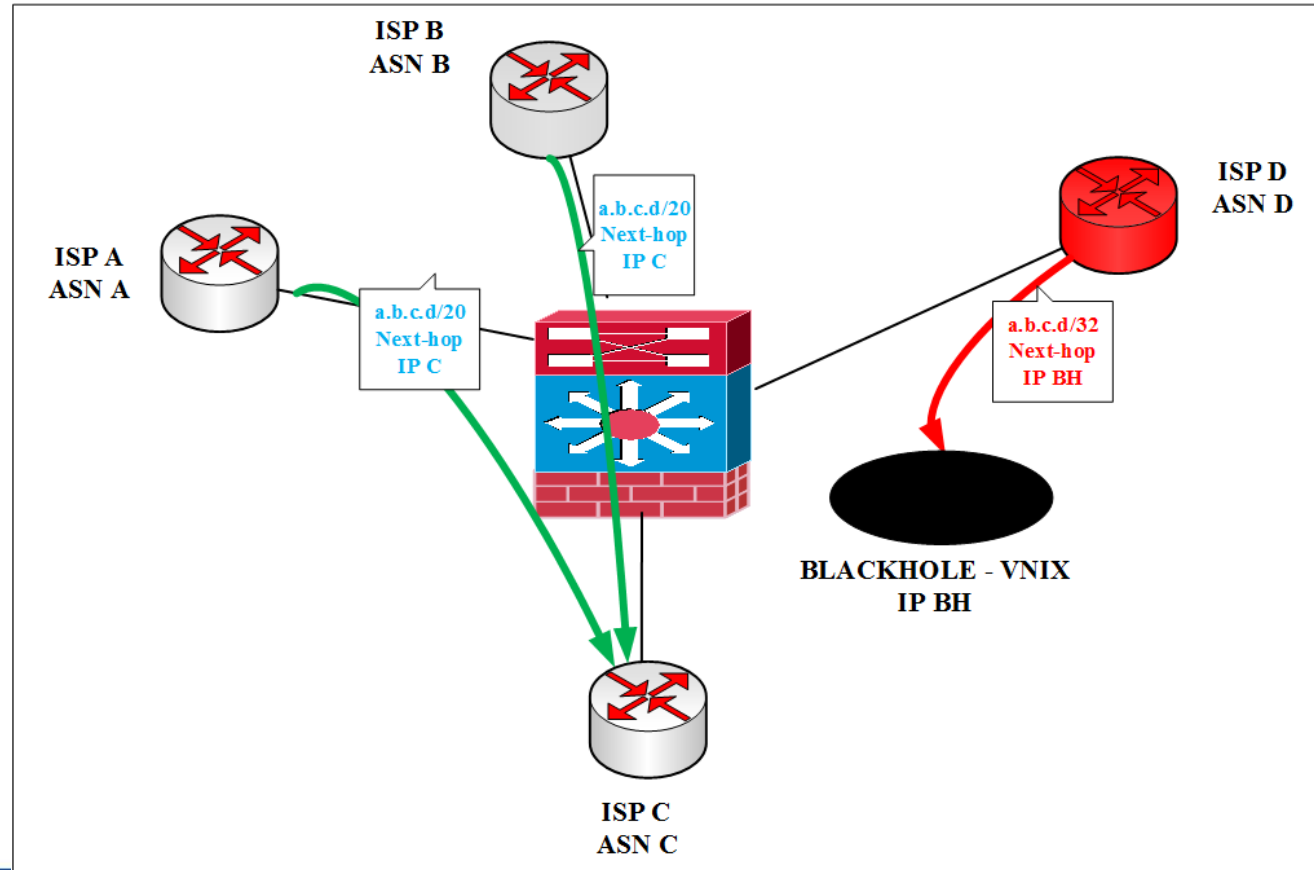 ISP B
ASN B
ISP D
ASN D
a.b.c.d/20
Next-hop
IP C
ISP A
ASN A
a.b.c.d/20
Next-hop
IP C
a.b.c.d/32
Next-hop
IP BH
BLACKHOLE - VNIX
IP BH
ISP C
ASN C